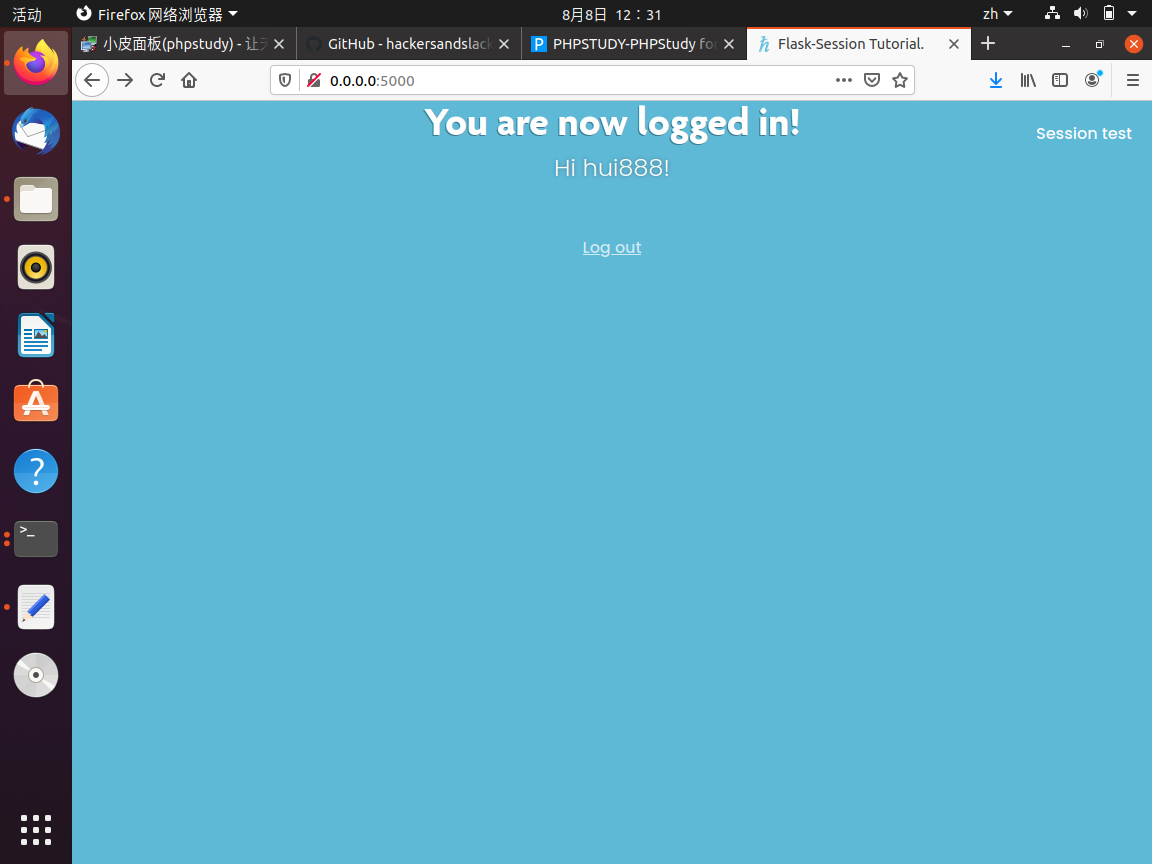 活动 Firefox 网络浏览器 8月8日 12：31 zh
小皮面板(phpstudy) - 让天 GitHub - hackersandslack PHPSTUDY-PHPStudy for Flask-Session Tutorial.
0.0.0.0:5000
You are now logged in!
Session test
Hi hui888!
Log out